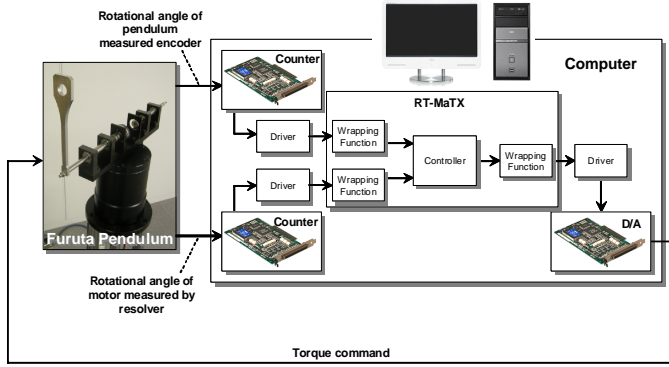 Rotational angle of
pendulum
measured encoder
Counter
Computer
RT-MaTX
Driver
Wrapping
Function
Controller
Wrapping
Function
Driver
Driver
Wrapping
Function
Furuta Pendulum
Counter
D/A
Rotational angle of
motor measured by
resolver
Torque command